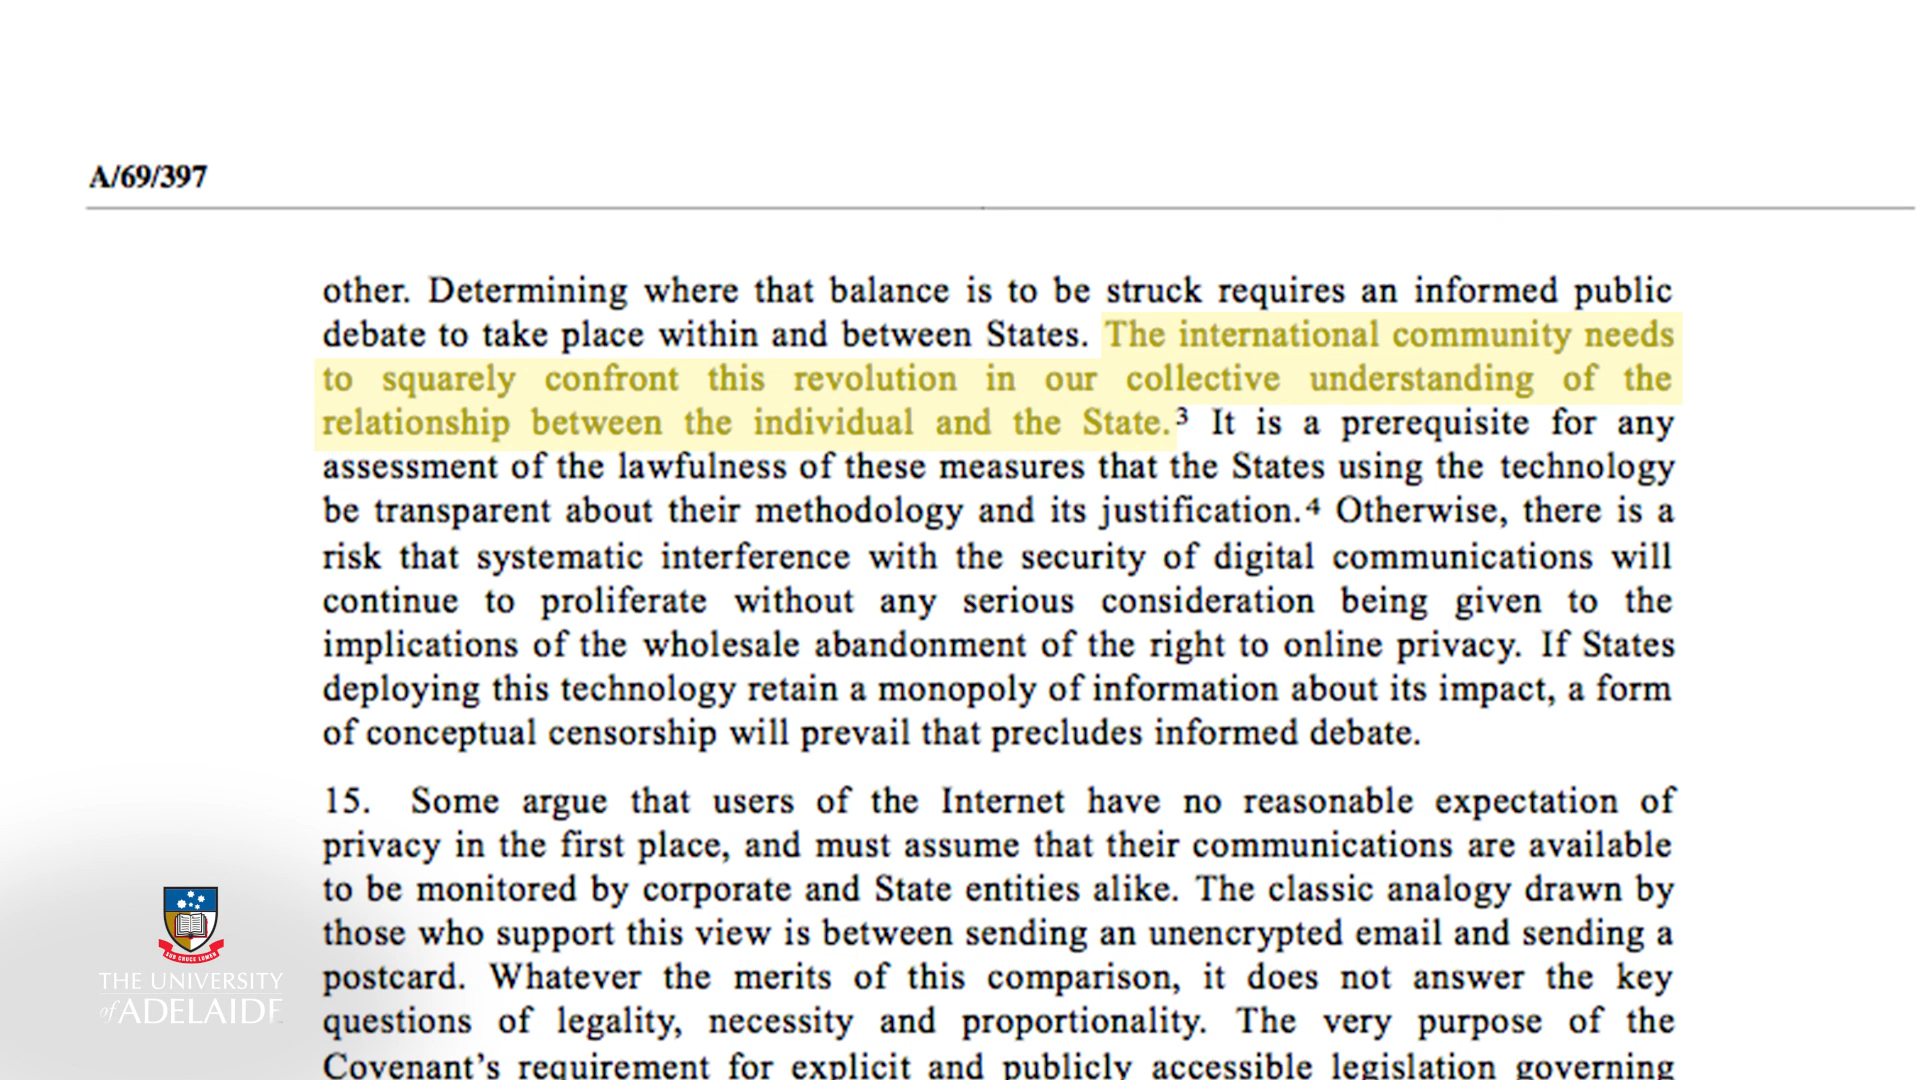 A/69/397
other. Determining where that balance is to be struck requires an informed public
debate to take place within and between States. The international community needs
to squarely confront this revolution in our collective understanding of the
relationship between the individual and the State.³ It is a prerequisite for any
assessment of the lawfulness of these measures that the States using the technology
be transparent about their methodology and its justification.⁴ Otherwise, there is a
risk that systematic interference with the security of digital communications will
continue to proliferate without any serious consideration being given to the
implications of the wholesale abandonment of the right to online privacy. If States
deploying this technology retain a monopoly of information about its impact, a form
of conceptual censorship will prevail that precludes informed debate.
15. Some argue that users of the Internet have no reasonable expectation of
privacy in the first place, and must assume that their communications are available
to be monitored by corporate and State entities alike. The classic analogy drawn by
those who support this view is between sending an unencrypted email and sending a
postcard. Whatever the merits of this comparison, it does not answer the key
questions of legality, necessity and proportionality. The very purpose of the
Covenant's requirement for explicit and publicly accessible legislation governing
SUB CRUCE LUMEN
THE UNIVERSITY
of ADELAIDE